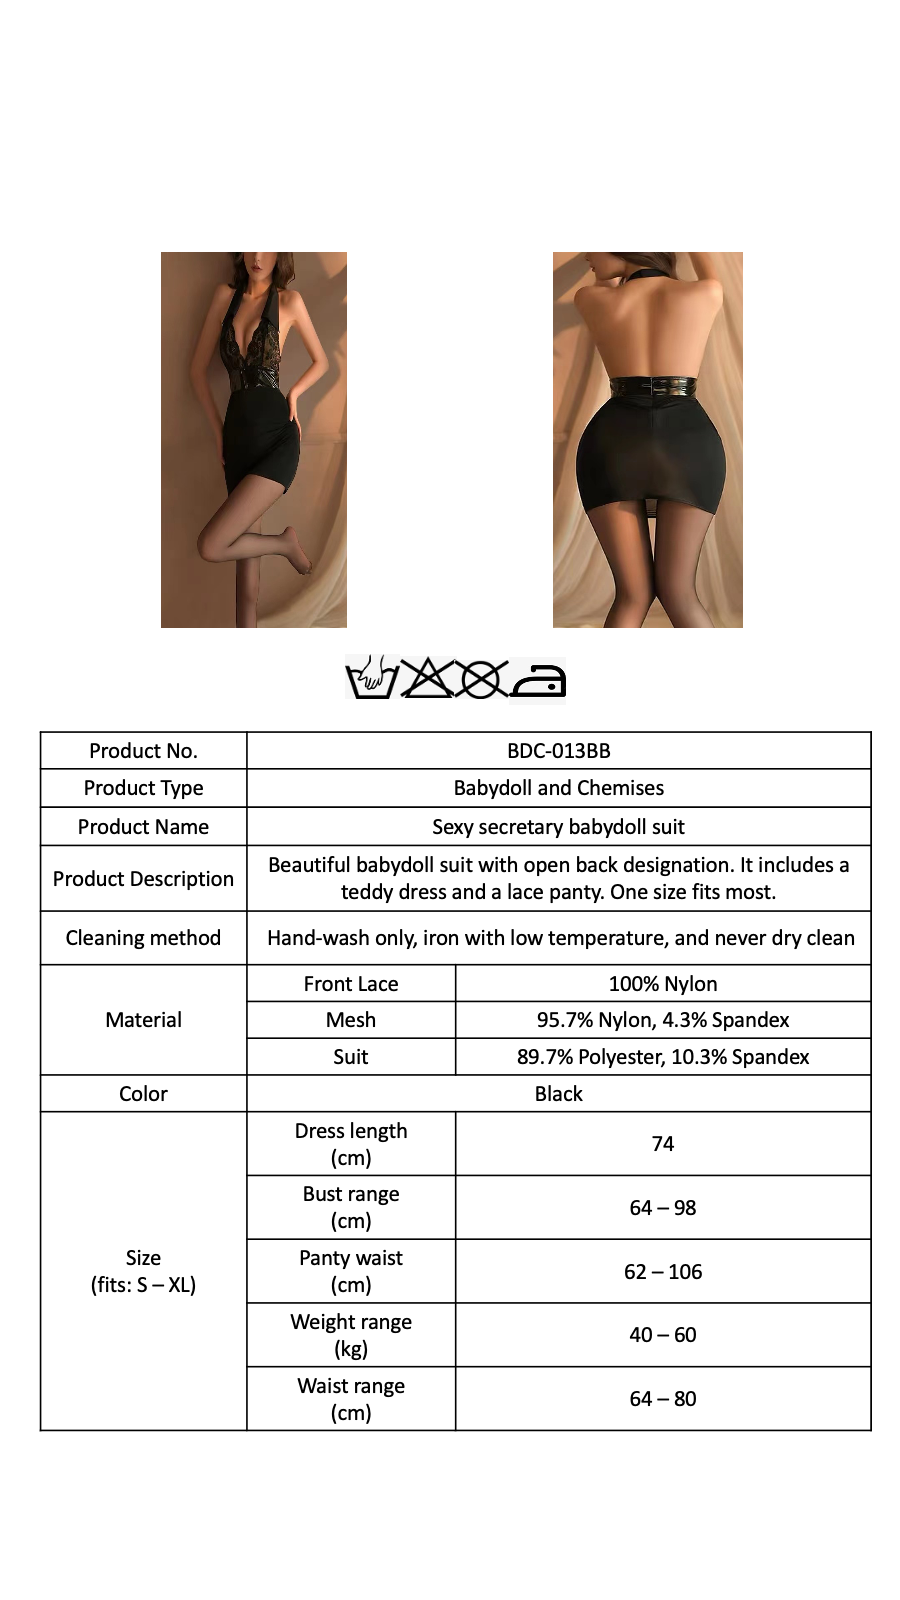 Product No.
BDC-013BB
Product Type
Babydoll and Chemises
Product Name
Sexy secretary babydoll suit
Product Description
Beautiful babydoll suit with open back designation. It includes a
teddy dress and a lace panty. One size fits most.
Cleaning method
Hand-wash only, iron with low temperature, and never dry clean
Material
Front Lace
100% Nylon
Mesh
95.7% Nylon, 4.3% Spandex
Suit
89.7% Polyester, 10.3% Spandex
Color
Black
Size
(fits: S – XL)
Dress length
(cm)
74
Bust range
(cm)
64 – 98
Panty waist
(cm)
62 – 106
Weight range
(kg)
40 – 60
Waist range
(cm)
64 – 80